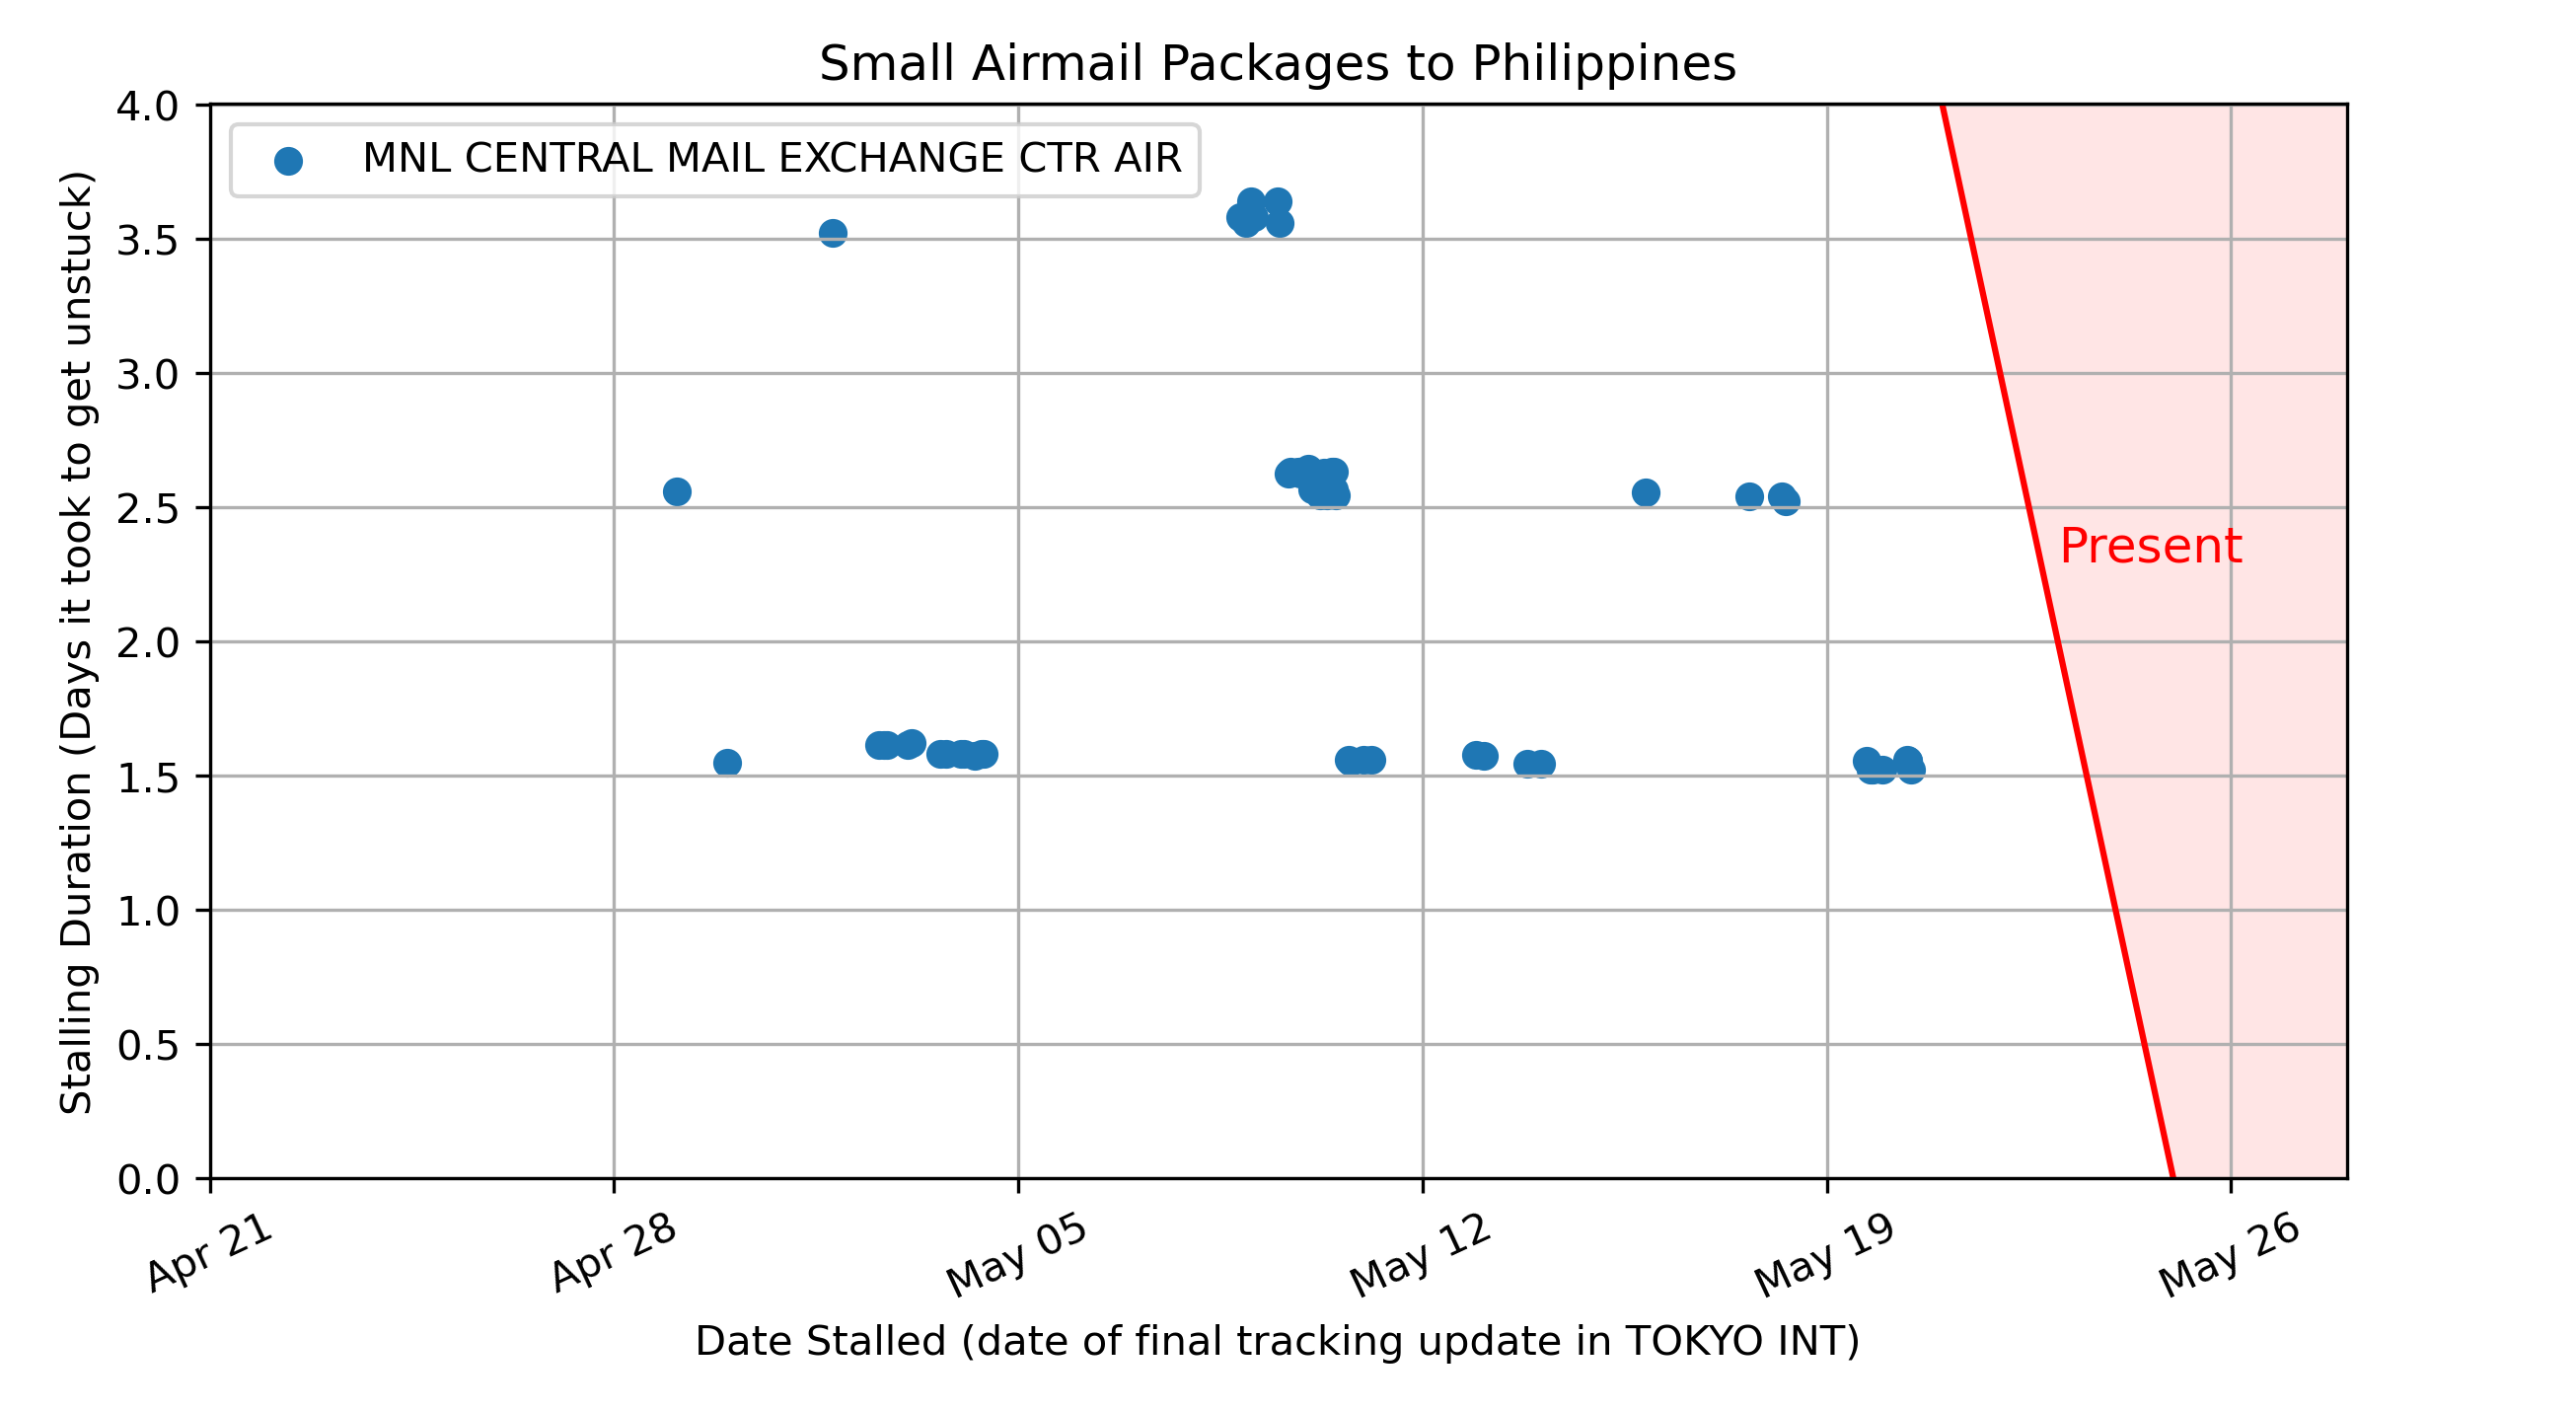 Small Airmail Packages to Philippines
MNL CENTRAL MAIL EXCHANGE CTR AIR
Stalling Duration (Days it took to get unstuck)
4.0
3.5
3.0
2.5
2.0
1.5
1.0
0.5
0.0
Present
Apr 21
Apr 28
May 05
May 12
May 19
May 26
Date Stalled (date of final tracking update in TOKYO INT)